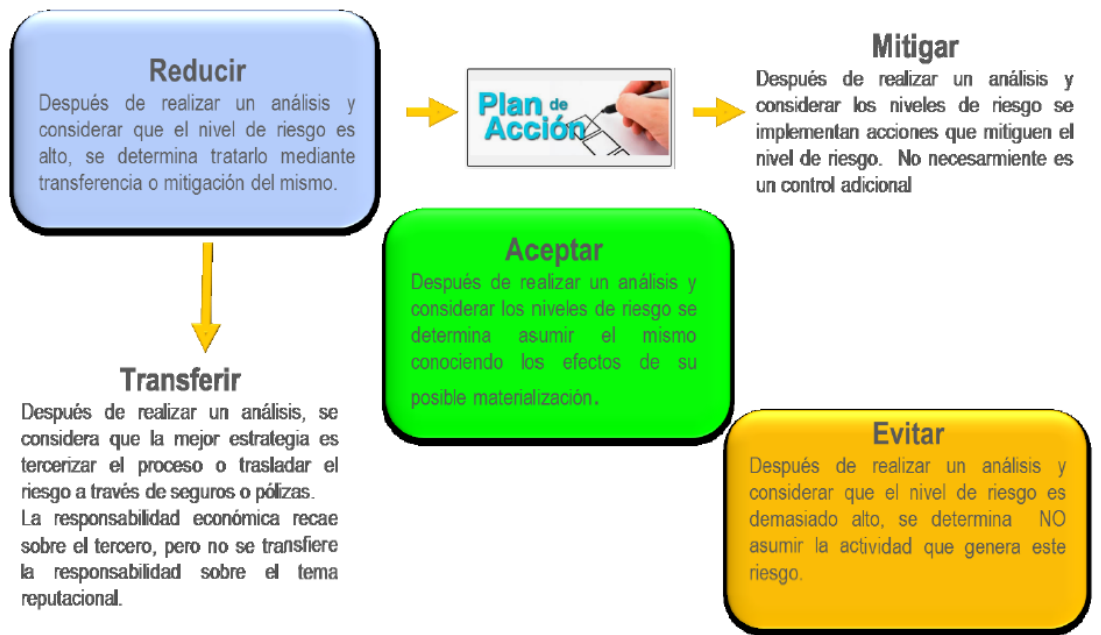 Reducir
Después de realizar un análisis y
considerar que el nivel de riesgo es
alto, se determina tratarlo mediante
transferencia o mitigación del mismo.
Plan de
Acción
Mitigar
Después de realizar un análisis y
considerar los niveles de riesgo se
implementan acciones que mitiguen el
nivel de riesgo. No necesarmiente es
un control adicional
Aceptar
Después de realizar un análisis y
considerar los niveles de riesgo se
determina asumir el mismo
conociendo los efectos de su
posible materialización.
Transferir
Después de realizar un análisis, se
considera que la mejor estrategia es
tercerizar el proceso o trasladar el
riesgo a través de seguros o pólizas.
La responsabilidad económica recae
sobre el tercero, pero no se transfiere
la responsabilidad sobre el tema
reputacional.
Evitar
Después de realizar un análisis y
considerar que el nivel de riesgo es
demasiado alto, se determina NO
asumir la actividad que genera este
riesgo.